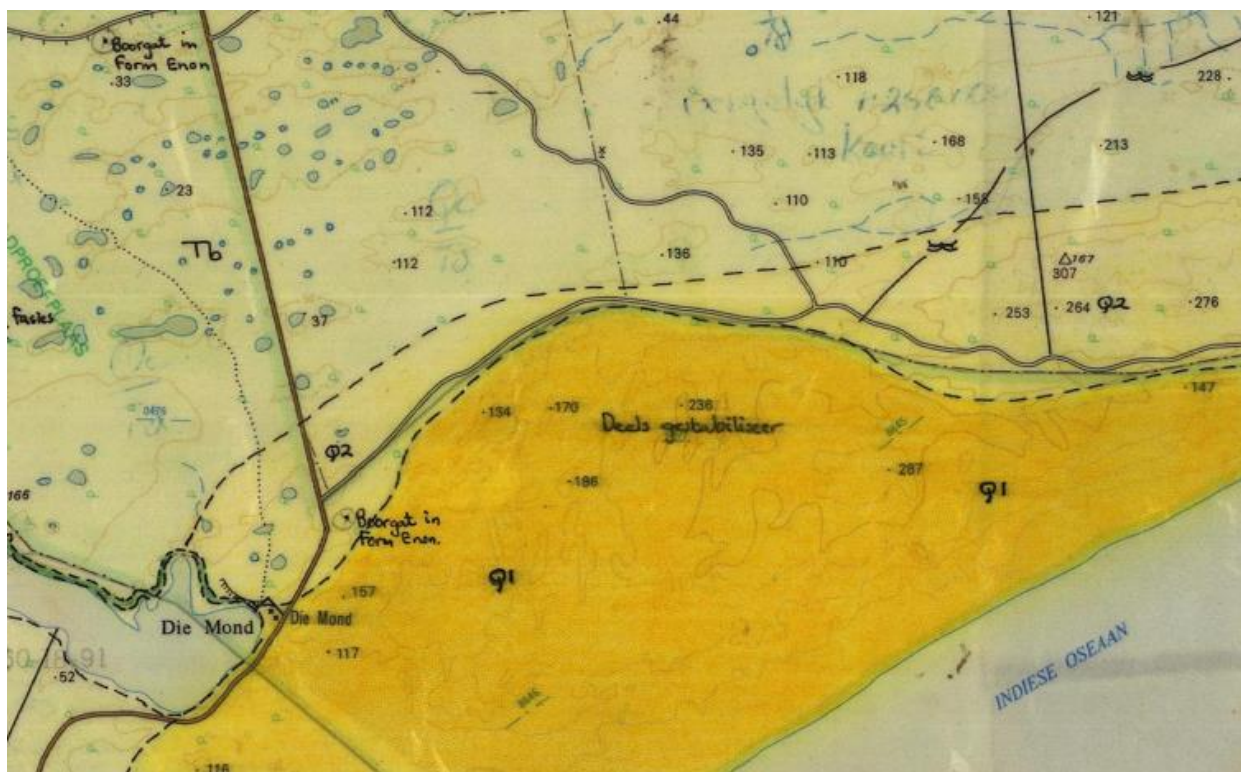 44
121
Boorgat in
Form Enon
33
118
228
135
113
168
213
Kouri
23
110
155
112
Tb
136
112
110
167
307
253
264
Q2
276
fasies
37
147
134
170
236
Deels gestabiliseer
Q2
287
186
Q1
166
Boorgat in
Form Enon.
Q1
157
Die Mond
Die Mond
117
52
INDIESE OSEAAN
116